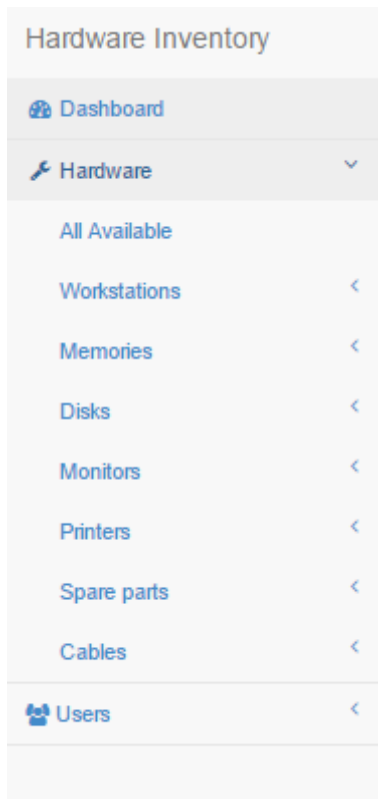 Hardware Inventory
Dashboard
Hardware
All Available
Workstations
Memories
Disks
Monitors
Printers
Spare parts
Cables
Users